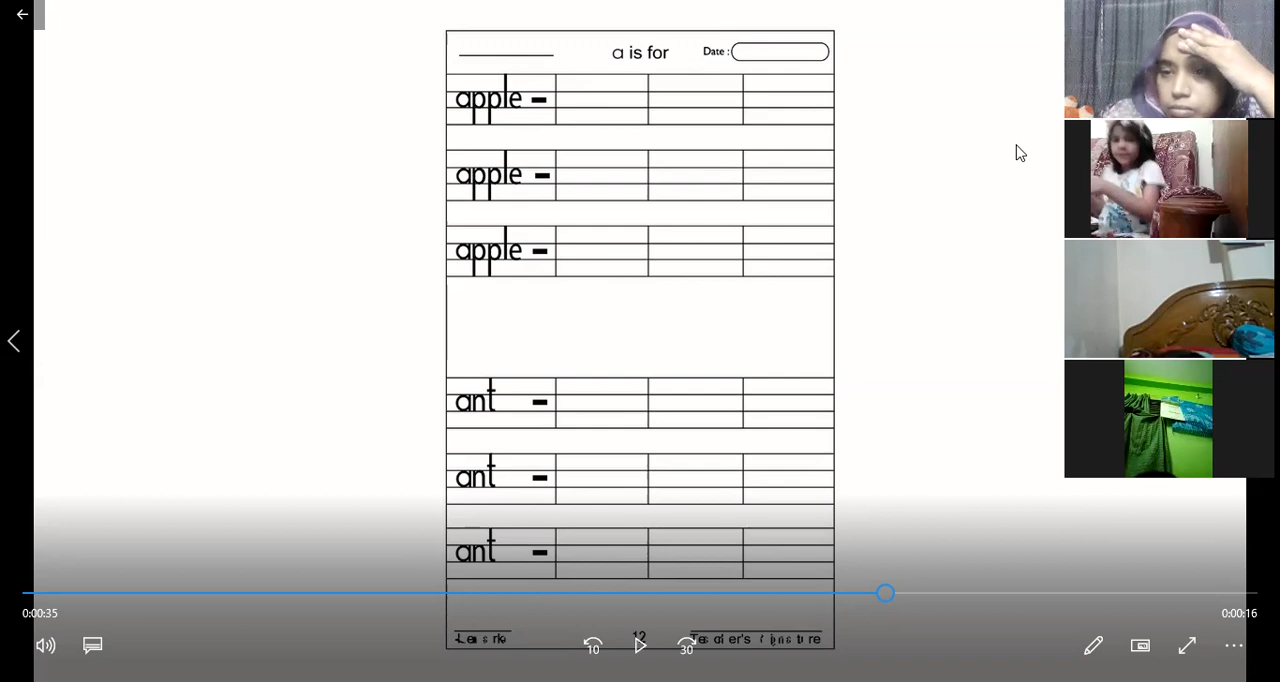 a is for Date :
apple -
apple -
apple -
ant -
ant -
ant -
12
0:00:35 0:00:16
10 30